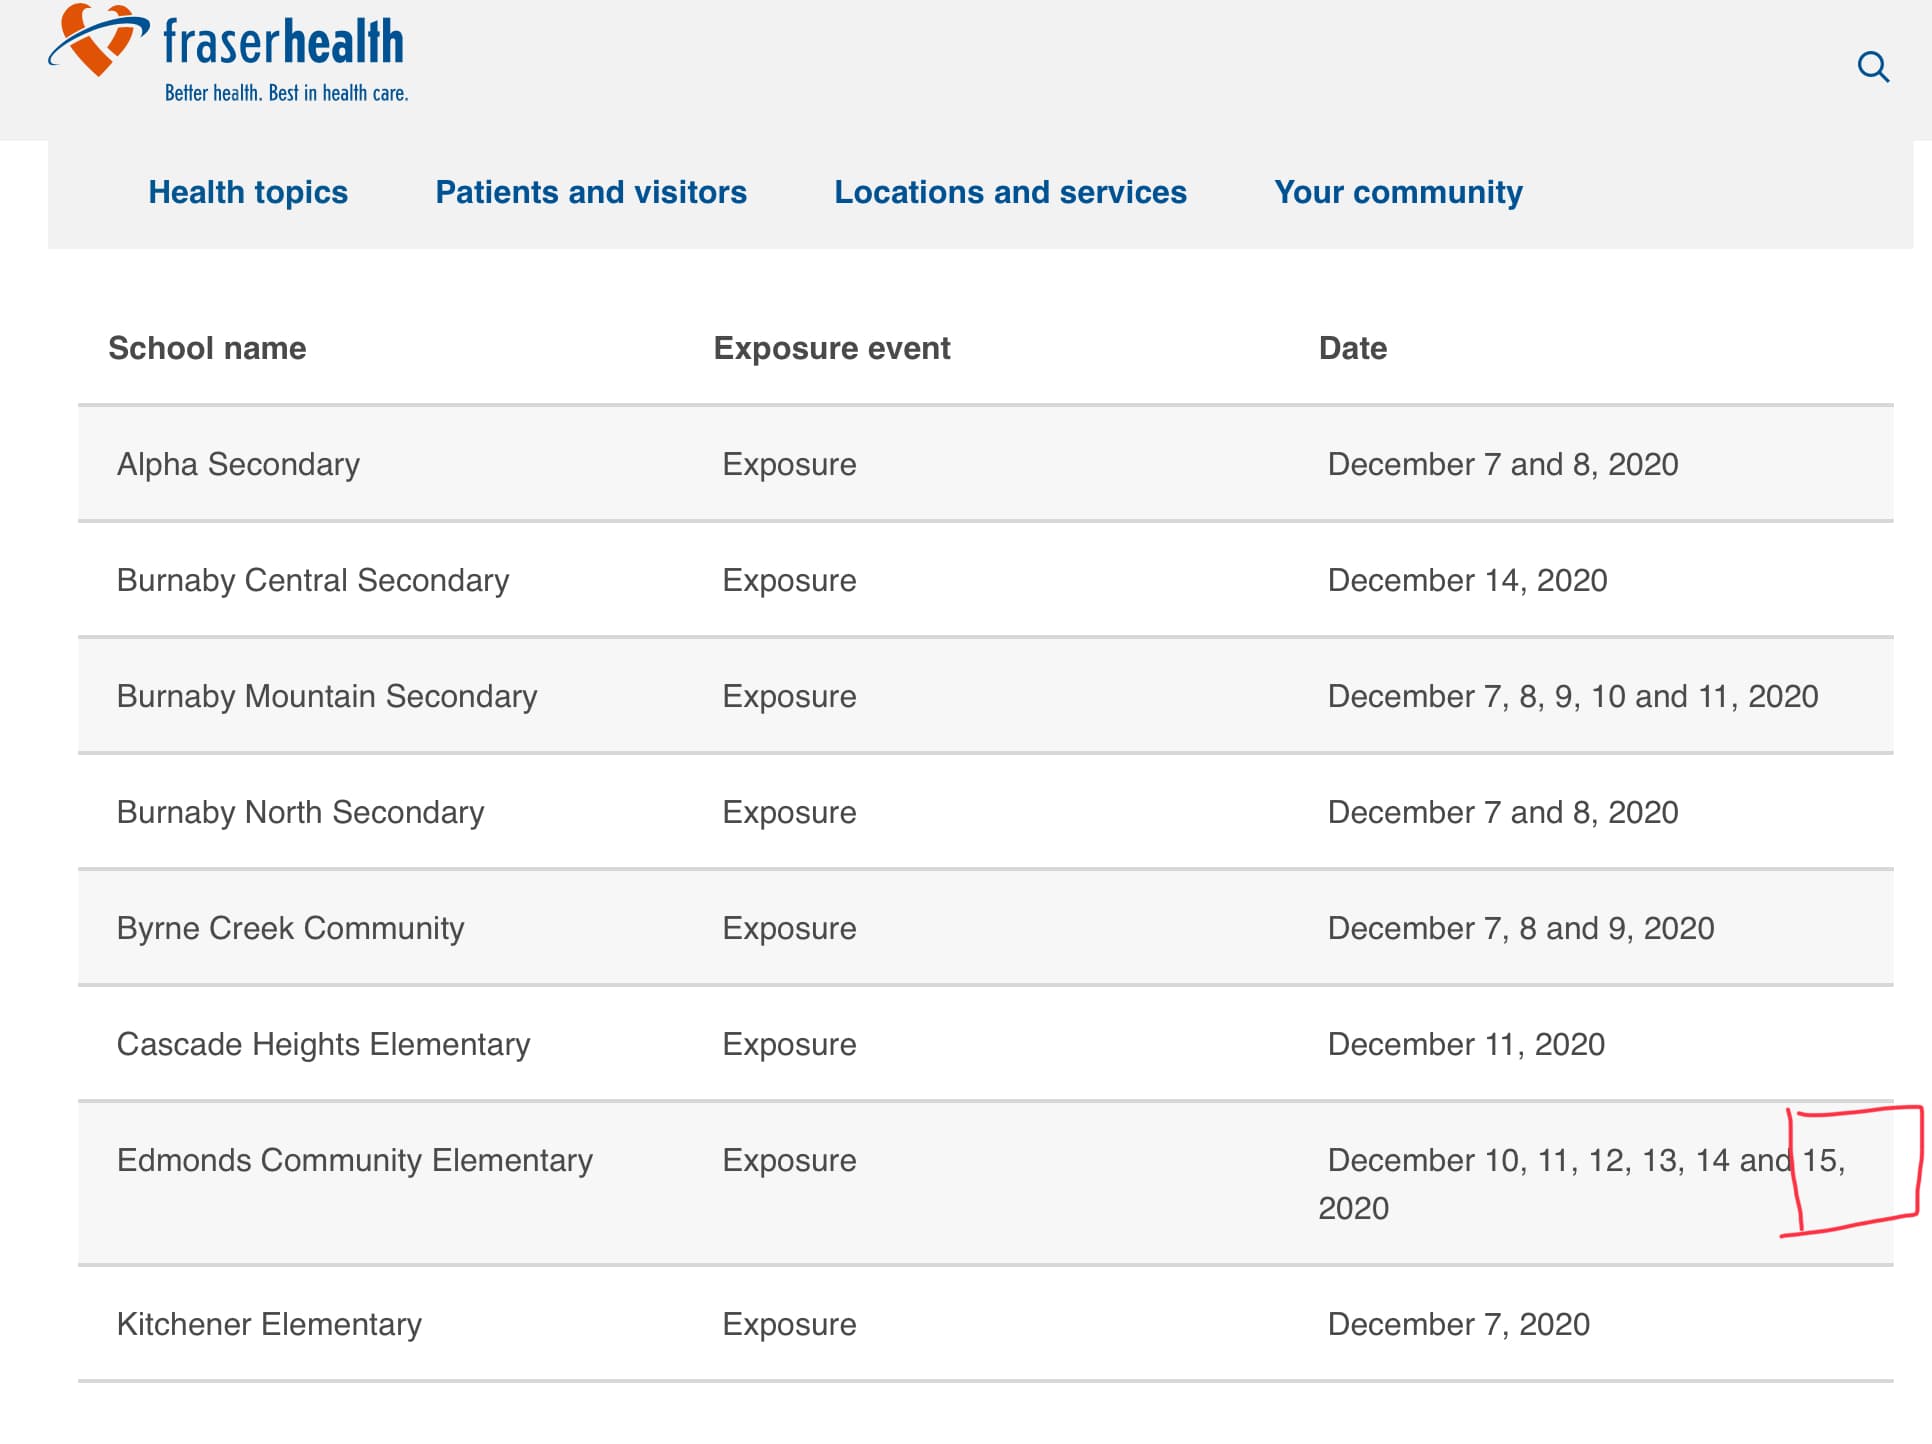 fraserhealth
Better health. Best in health care.
Health topics Patients and visitors Locations and services Your community
School name Exposure event Date
Alpha Secondary Exposure December 7 and 8, 2020
Burnaby Central Secondary Exposure December 14, 2020
Burnaby Mountain Secondary Exposure December 7, 8, 9, 10 and 11, 2020
Burnaby North Secondary Exposure December 7 and 8, 2020
Byrne Creek Community Exposure December 7, 8 and 9, 2020
Cascade Heights Elementary Exposure December 11, 2020
Edmonds Community Elementary Exposure December 10, 11, 12, 13, 14 and 15,
2020
Kitchener Elementary Exposure December 7, 2020